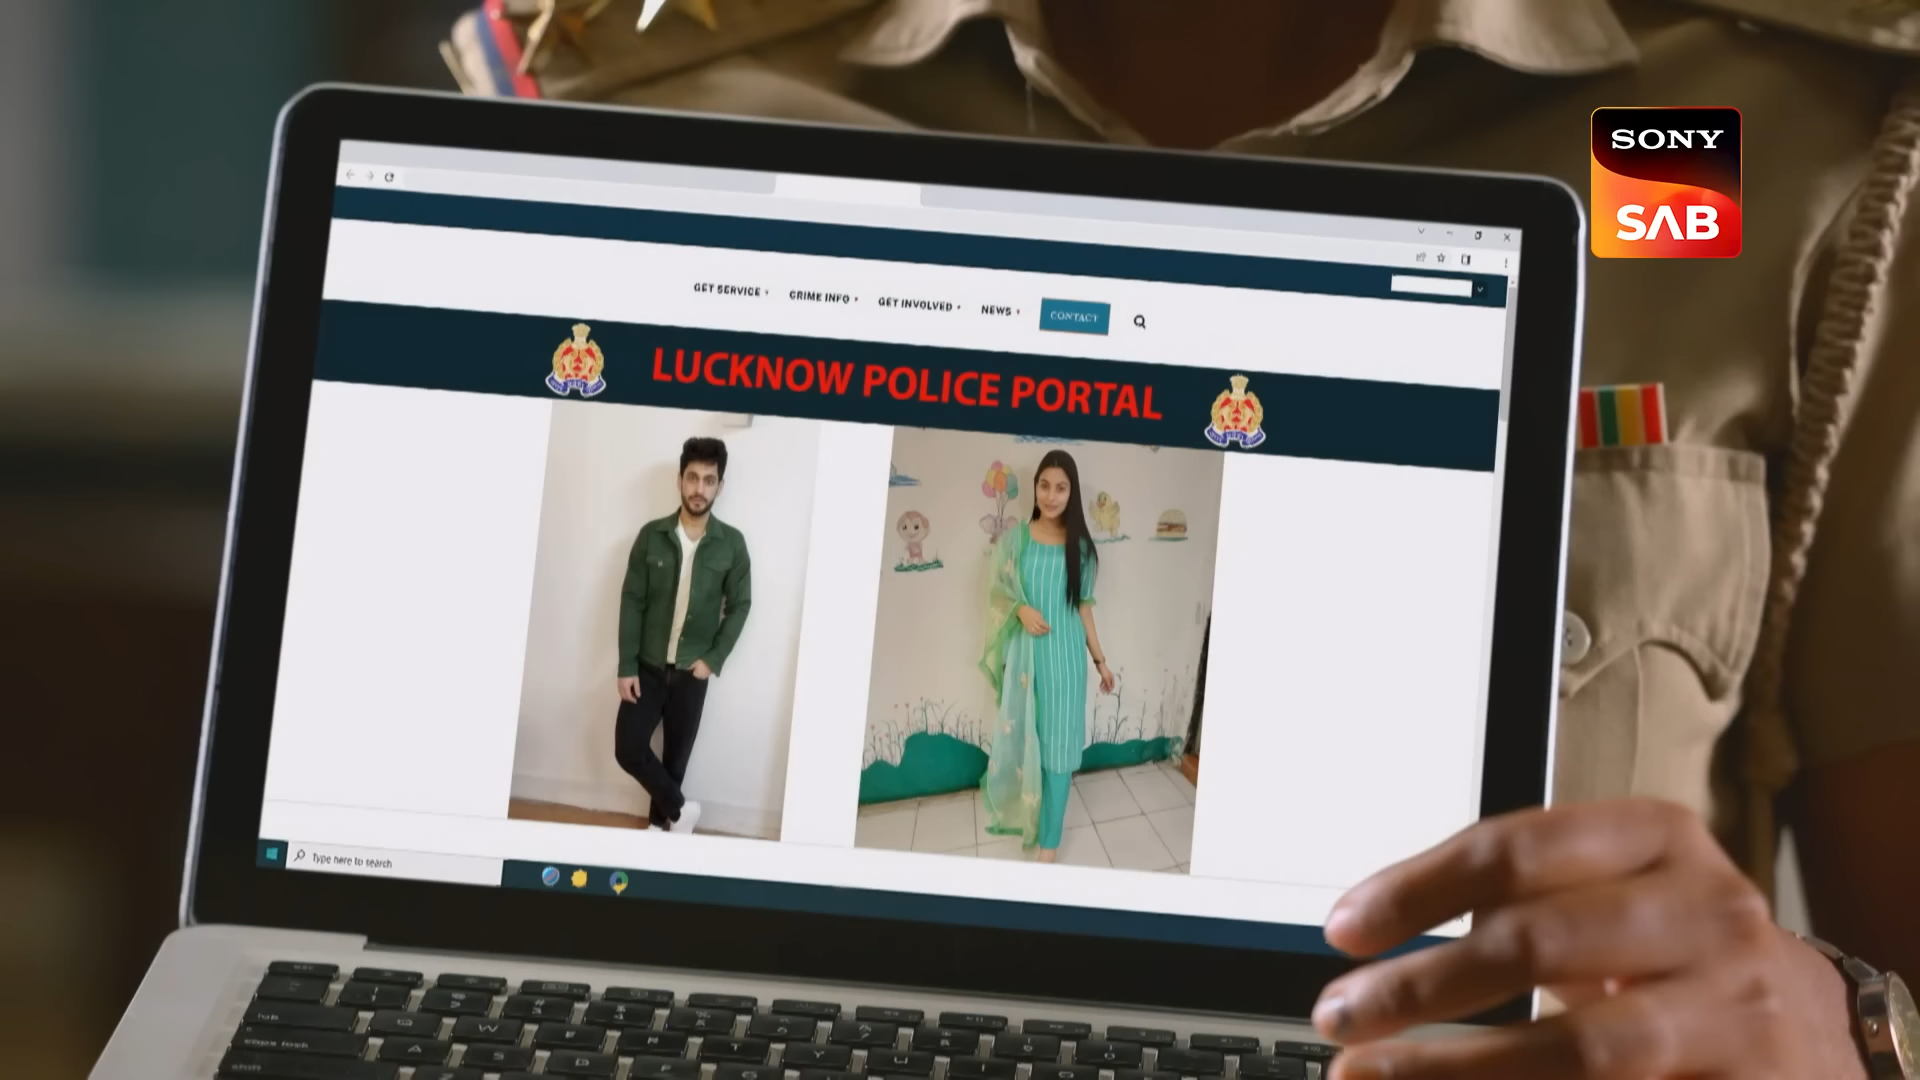 SONY
SAB
GET SERVICE
CRIME INFO
GET INVOLVED
NEWS
CONTACT
LUCKNOW POLICE PORTAL
Type here to search